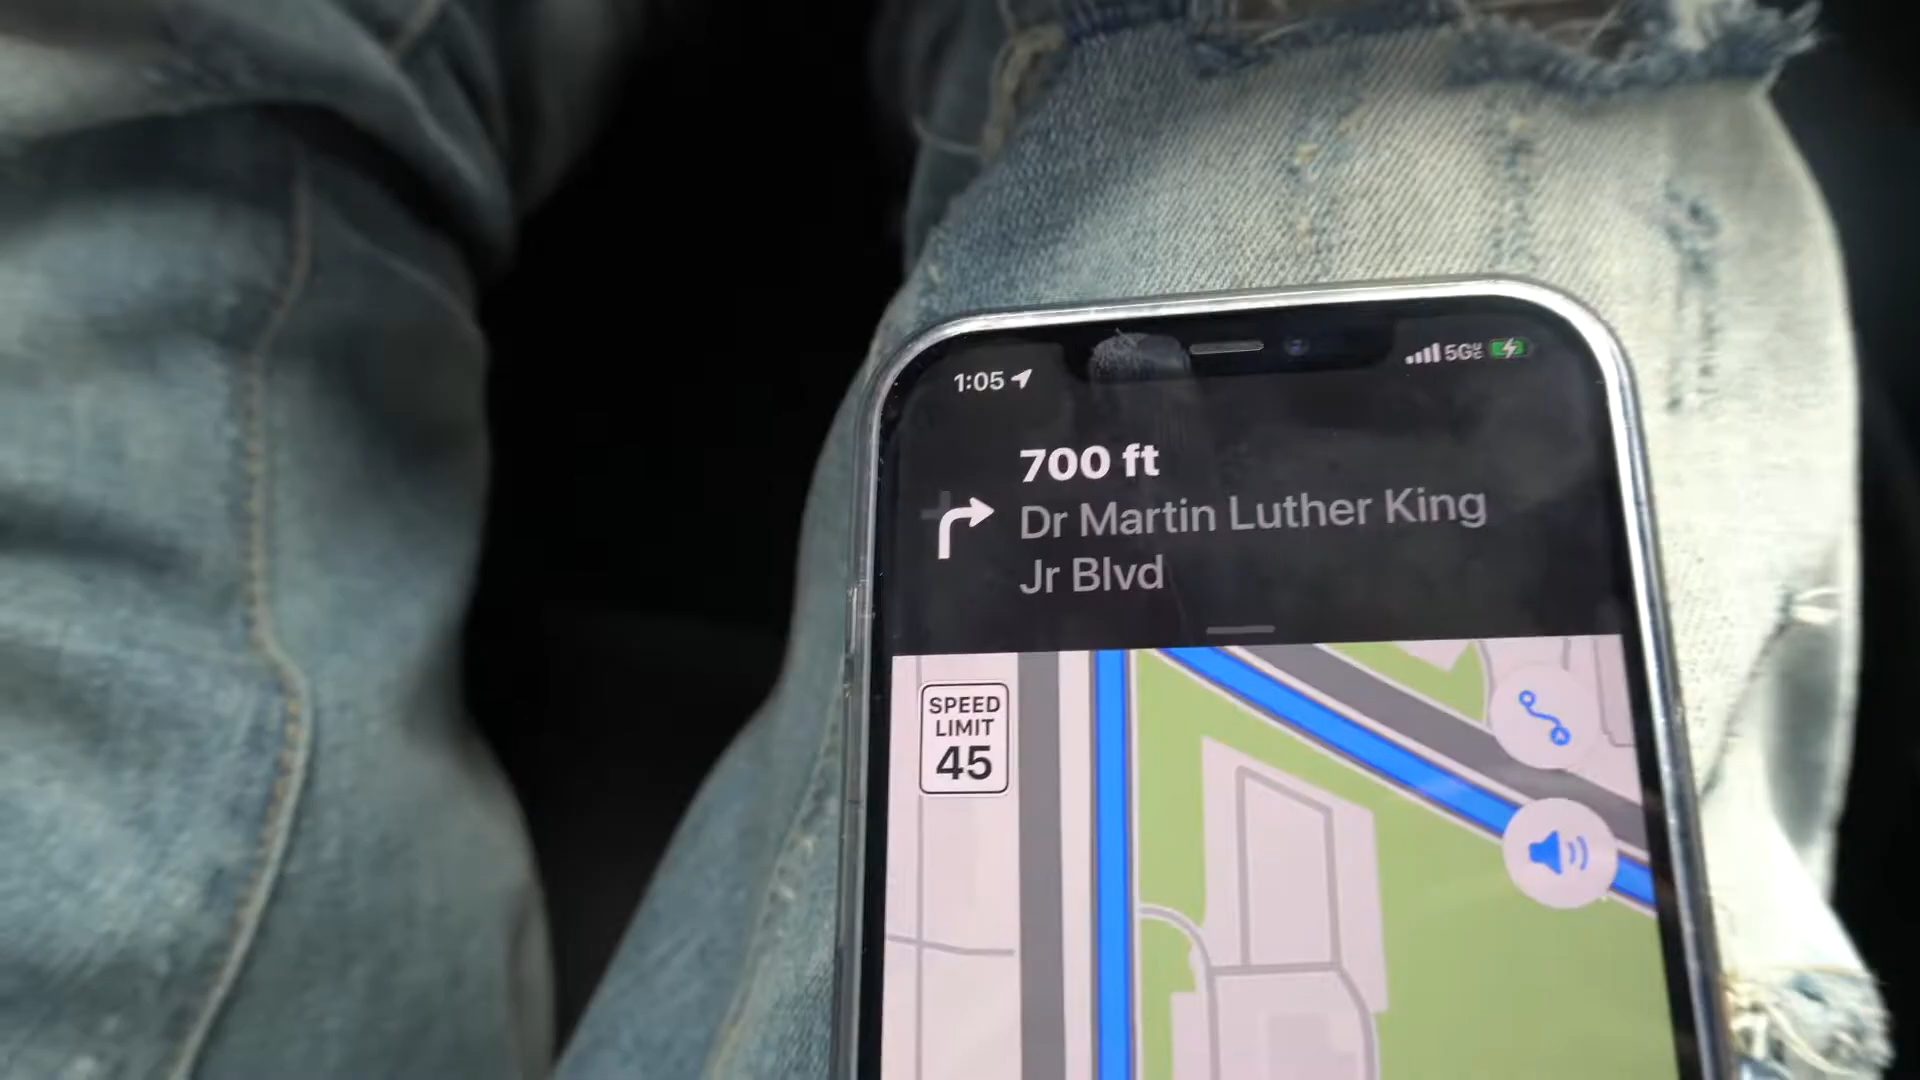 1:05
5G
700 ft
Dr Martin Luther King
Jr Blvd
SPEED
LIMIT
45